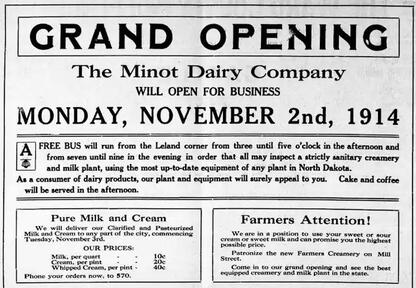 GRAND OPENING
The Minot Dairy Company
WILL OPEN FOR BUSINESS
MONDAY, NOVEMBER 2nd, 1914
A FREE BUS will run from the Leland corner from three until five o'clock in the afternoon and
from seven until nine in the evening in order that all may inspect a strictly sanitary creamery
and milk plant, using the most up-to-date equipment of any plant in North Dakota.
As a consumer of dairy products, our plant and equipment will surely appeal to you. Cake and coffee
will be served in the afternoon.
Pure Milk and Cream
We will deliver our Clarified and Pasteurized
Milk and Cream to any part of the city, commencing
Tuesday, November 3rd.
OUR PRICES:
Milk, per quart - 10c
Cream, per pint - 20c
Whipped Cream, per pint - 40c
Phone your orders now, to 570.
Farmers Attention!
We are in a position to use your sweet or sour
cream or sweet milk and can promise you the highest
possible price.
Patronize the new Farmers Creamery on Mill
Street.
Come in to our grand opening and see the best
equipped creamery and milk plant in the state.